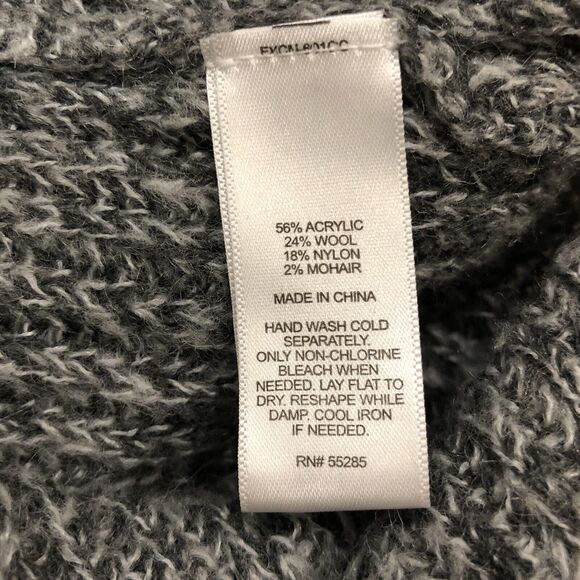 56% ACRYLIC
24% WOOL
18% NYLON
2% MOHAIR
MADE IN CHINA
HAND WASH COLD
SEPARATELY.
ONLY NON-CHLORINE
BLEACH WHEN
NEEDED. LAY FLAT TO
DRY. RESHAPE WHILE
DAMP. COOL IRON
IF NEEDED.
RN# 55285